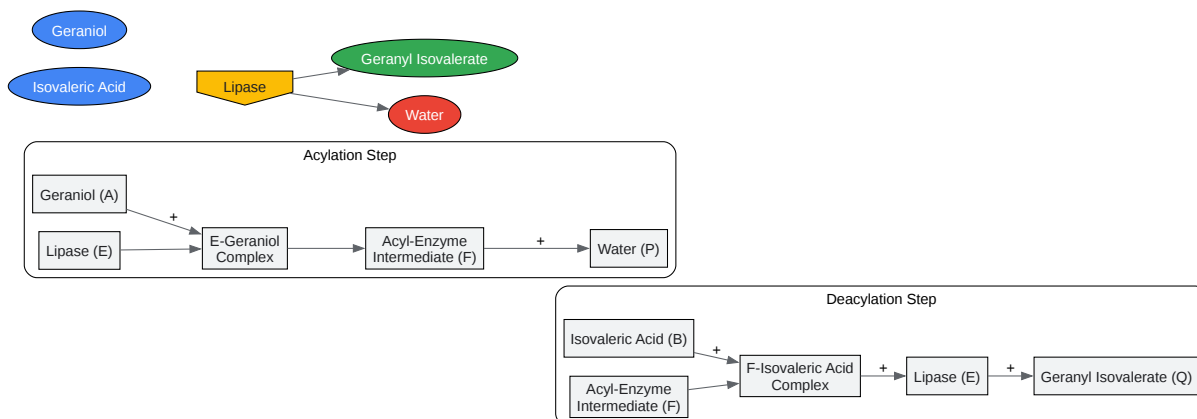 Geraniol
Isovaleric Acid
Lipase
Geranyl Isovalerate
Water
Acylation Step
Geraniol (A)
+
Lipase (E)
E-Geraniol
Complex
Acyl-Enzyme
Intermediate (F)
+
Water (P)
Deacylation Step
Isovaleric Acid (B)
+
Acyl-Enzyme
Intermediate (F)
F-Isovaleric Acid
Complex
+
Lipase (E)
+
Geranyl Isovalerate (Q)